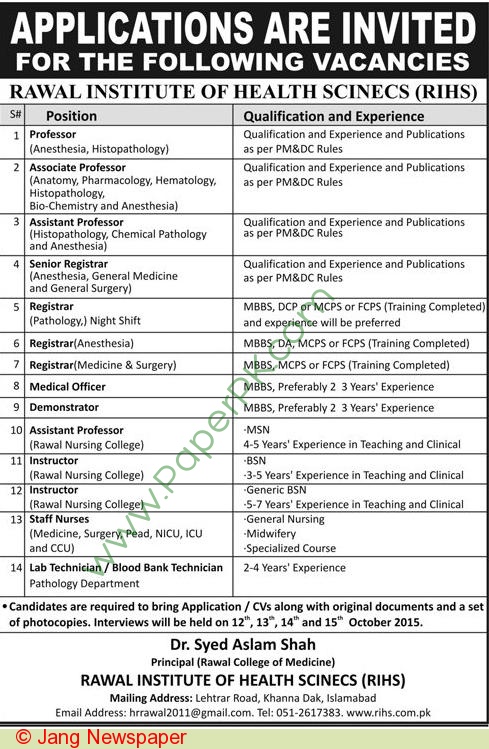 APPLICATIONS ARE INVITED
FOR THE FOLLOWING VACANCIES
RAWAL INSTITUTE OF HEALTH SCINECS (RIHS)
S# Position Qualification and Experience
1 Professor Qualification and Experience and Publications
(Anesthesia, Histopathology) as per PM&DC Rules
2 Associate Professor Qualification and Experience and Publications
(Anatomy, Pharmacology, Hematology, as per PM&DC Rules
Histopathology,
Bio-Chemistry and Anesthesia)
3 Assistant Professor Qualification and Experience and Publications
(Histopathology, Chemical Pathology as per PM&DC Rules
and Anesthesia)
4 Senior Registrar Qualification and Experience and Publications
(Anesthesia, General Medicine as per PM&DC Rules
and General Surgery)
5 Registrar MBBS, DCP or MCPS or FCPS (Training Completed)
(Pathology,) Night Shift and experience will be preferred
6 Registrar(Anesthesia) MBBS, DA, MCPS or FCPS (Training Completed)
7 Registrar(Medicine & Surgery) MBBS, MCPS or FCPS (Training Completed)
8 Medical Officer MBBS, Preferably 2 3 Years' Experience
9 Demonstrator MBBS, Preferably 2 3 Years' Experience
10 Assistant Professor ·MSN
(Rawal Nursing College) 4-5 Years' Experience in Teaching and Clinical
11 Instructor ·BSN
(Rawal Nursing College) ·3-5 Years' Experience in Teaching and Clinical
12 Instructor ·Generic BSN
(Rawal Nursing College) ·5-7 Years' Experience in Teaching and Clinical
13 Staff Nurses ·General Nursing
(Medicine, Surgery, Pead, NICU, ICU ·Midwifery
and CCU) ·Specialized Course
14 Lab Technician / Blood Bank Technician 2-4 Years' Experience
Pathology Department
•Candidates are required to bring Application / CVs along with original documents and a set
of photocopies. Interviews will be held on 12th, 13th, 14th and 15th October 2015.
Dr. Syed Aslam Shah
Principal (Rawal College of Medicine)
RAWAL INSTITUTE OF HEALTH SCINECS (RIHS)
Mailing Address: Lehtrar Road, Khanna Dak, Islamabad
Email Address: hrrawal2011@gmail.com. Tel: 051-2617383. www.rihs.com.pk
www.PaperPk.com
© Jang Newspaper